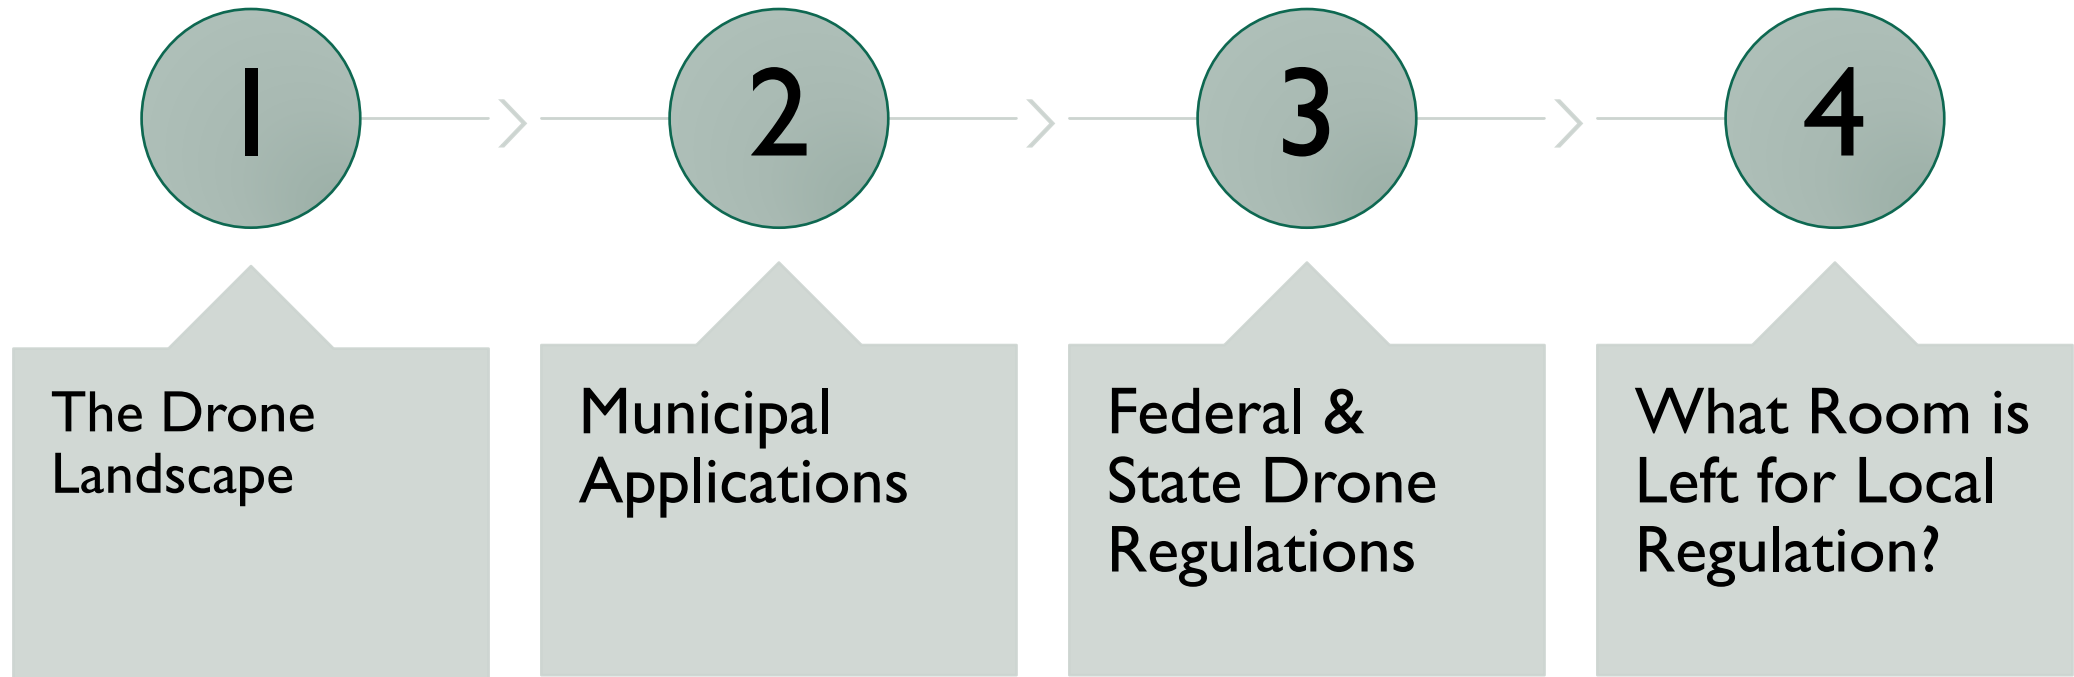 1
The Drone
Landscape
2
Municipal
Applications
3
Federal &
State Drone
Regulations
4
What Room is
Left for Local
Regulation?